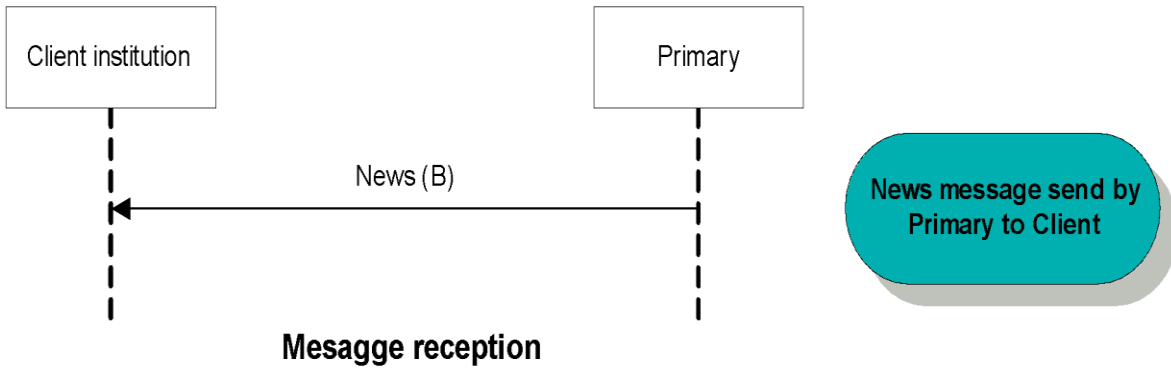 Client institution
Primary
News (B)
News message send by
Primary to Client
Mesagge reception